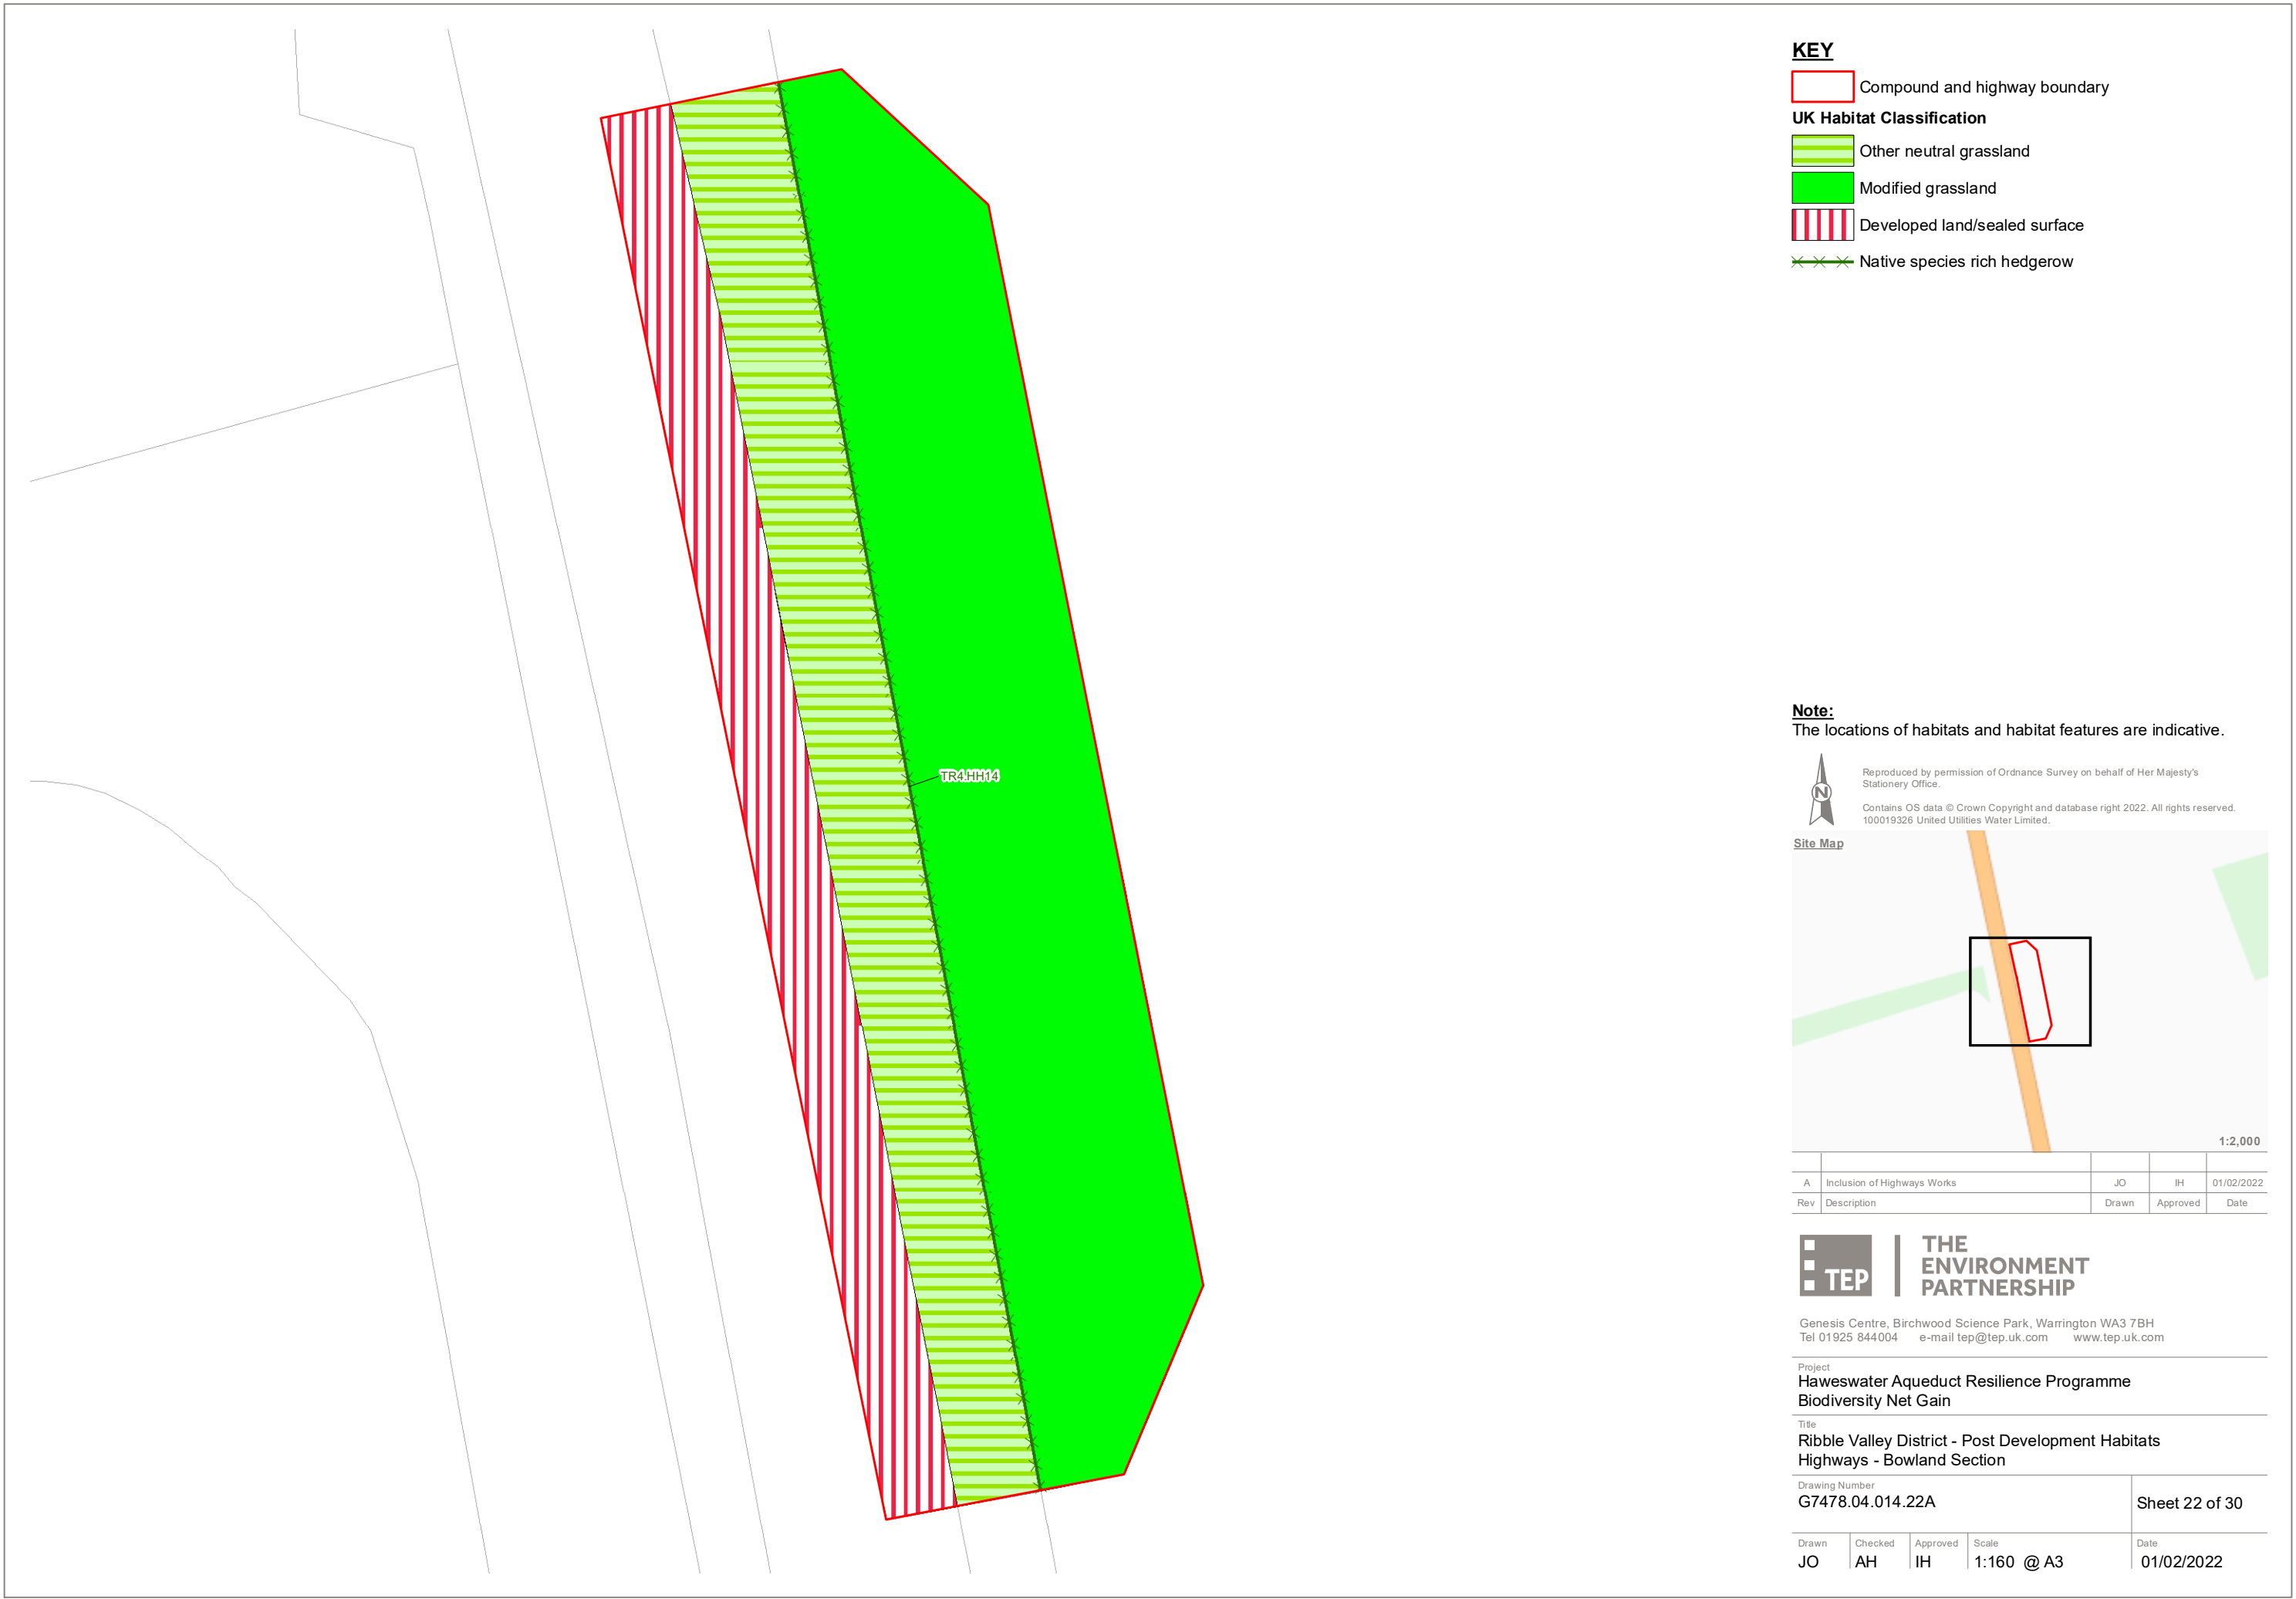 KEY
Compound and highway boundary
UK Habitat Classification
Other neutral grassland
Modified grassland
Developed land/sealed surface
Native species rich hedgerow
TR4.HH14
Note:
The locations of habitats and habitat features are indicative.
N
Reproduced by permission of Ordnance Survey on behalf of Her Majesty's
Stationery Office.
Contains OS data © Crown Copyright and database right 2022. All rights reserved.
100019326 United Utilities Water Limited.
Site Map
1:2,000
A Inclusion of Highways Works JO IH 01/02/2022
Rev Description Drawn Approved Date
TEP
THE
ENVIRONMENT
PARTNERSHIP
Genesis Centre, Birchwood Science Park, Warrington WA3 7BH
Tel 01925 844004 e-mail tep@tep.uk.com www.tep.uk.com
Project
Haweswater Aqueduct Resilience Programme
Biodiversity Net Gain
Title
Ribble Valley District - Post Development Habitats
Highways - Bowland Section
Drawing Number
G7478.04.014.22A
Sheet 22 of 30
Drawn Checked Approved Scale Date
JO AH IH 1:160 @ A3 01/02/2022